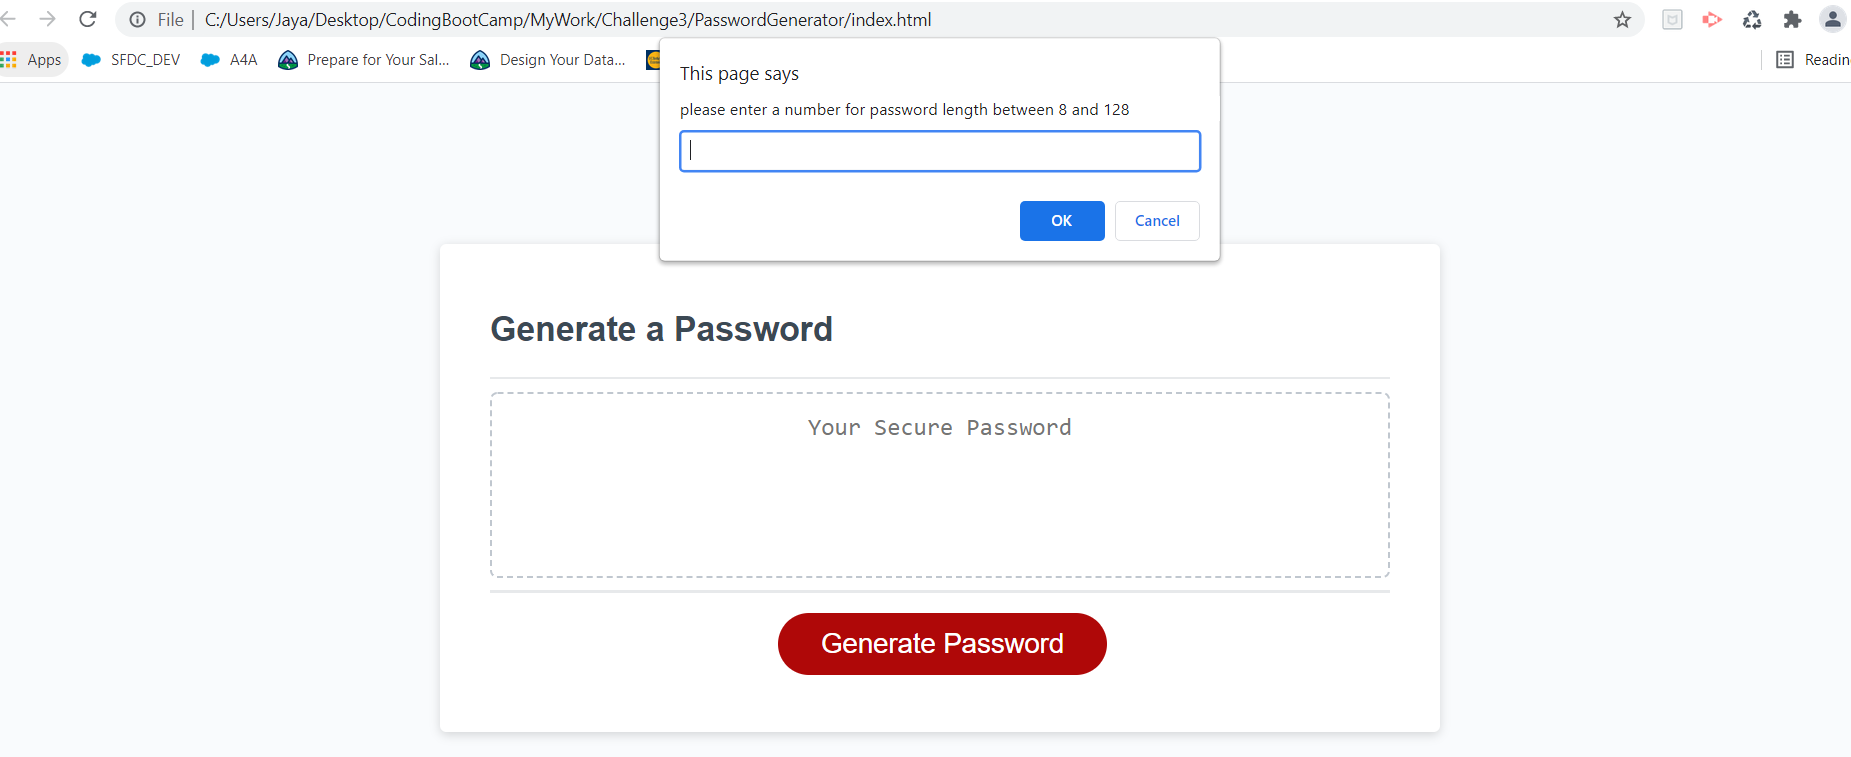 File | C:/Users/Jaya/Desktop/CodingBootCamp/MyWork/Challenge3/PasswordGenerator/index.html
Apps SFDC_DEV A4A Prepare for Your Sal... Design Your Data... Readin
This page says
please enter a number for password length between 8 and 128
OK Cancel
Generate a Password
Your Secure Password
Generate Password